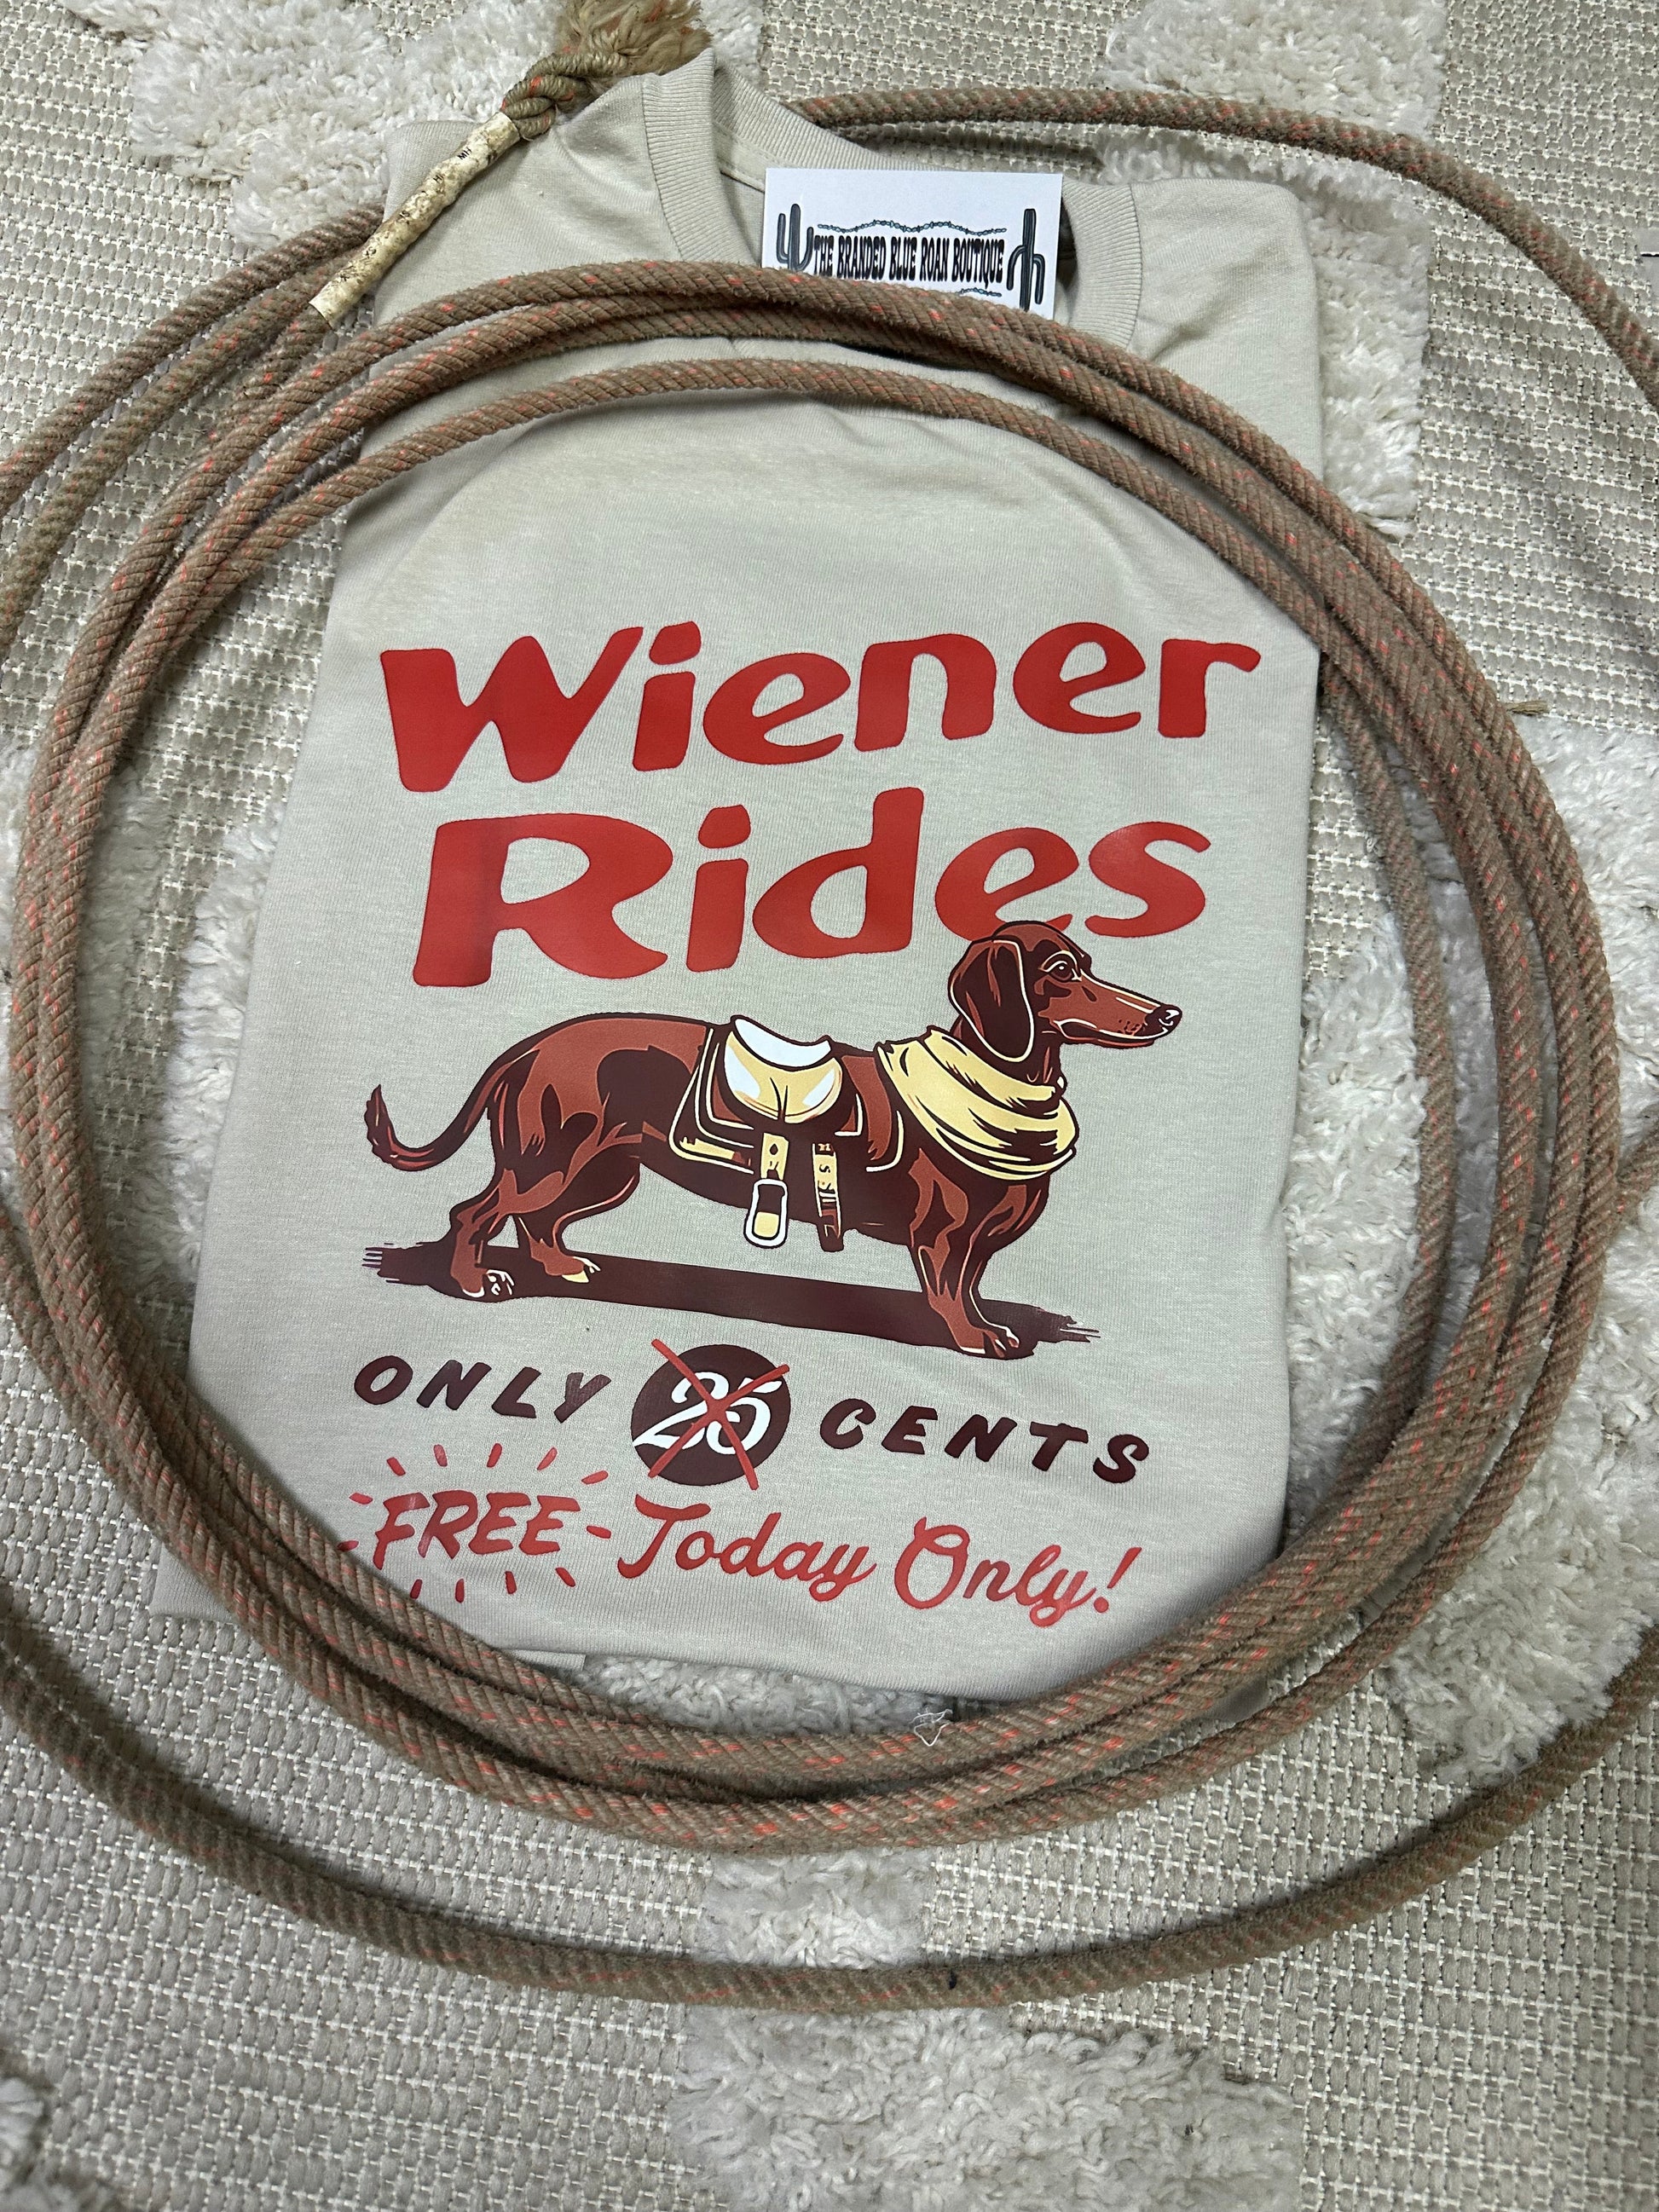 THE BRANDED BLUE ROAN BOUTIQUE
Wiener
Rides
ONLY 25 CENTS
FREE - Today Only!